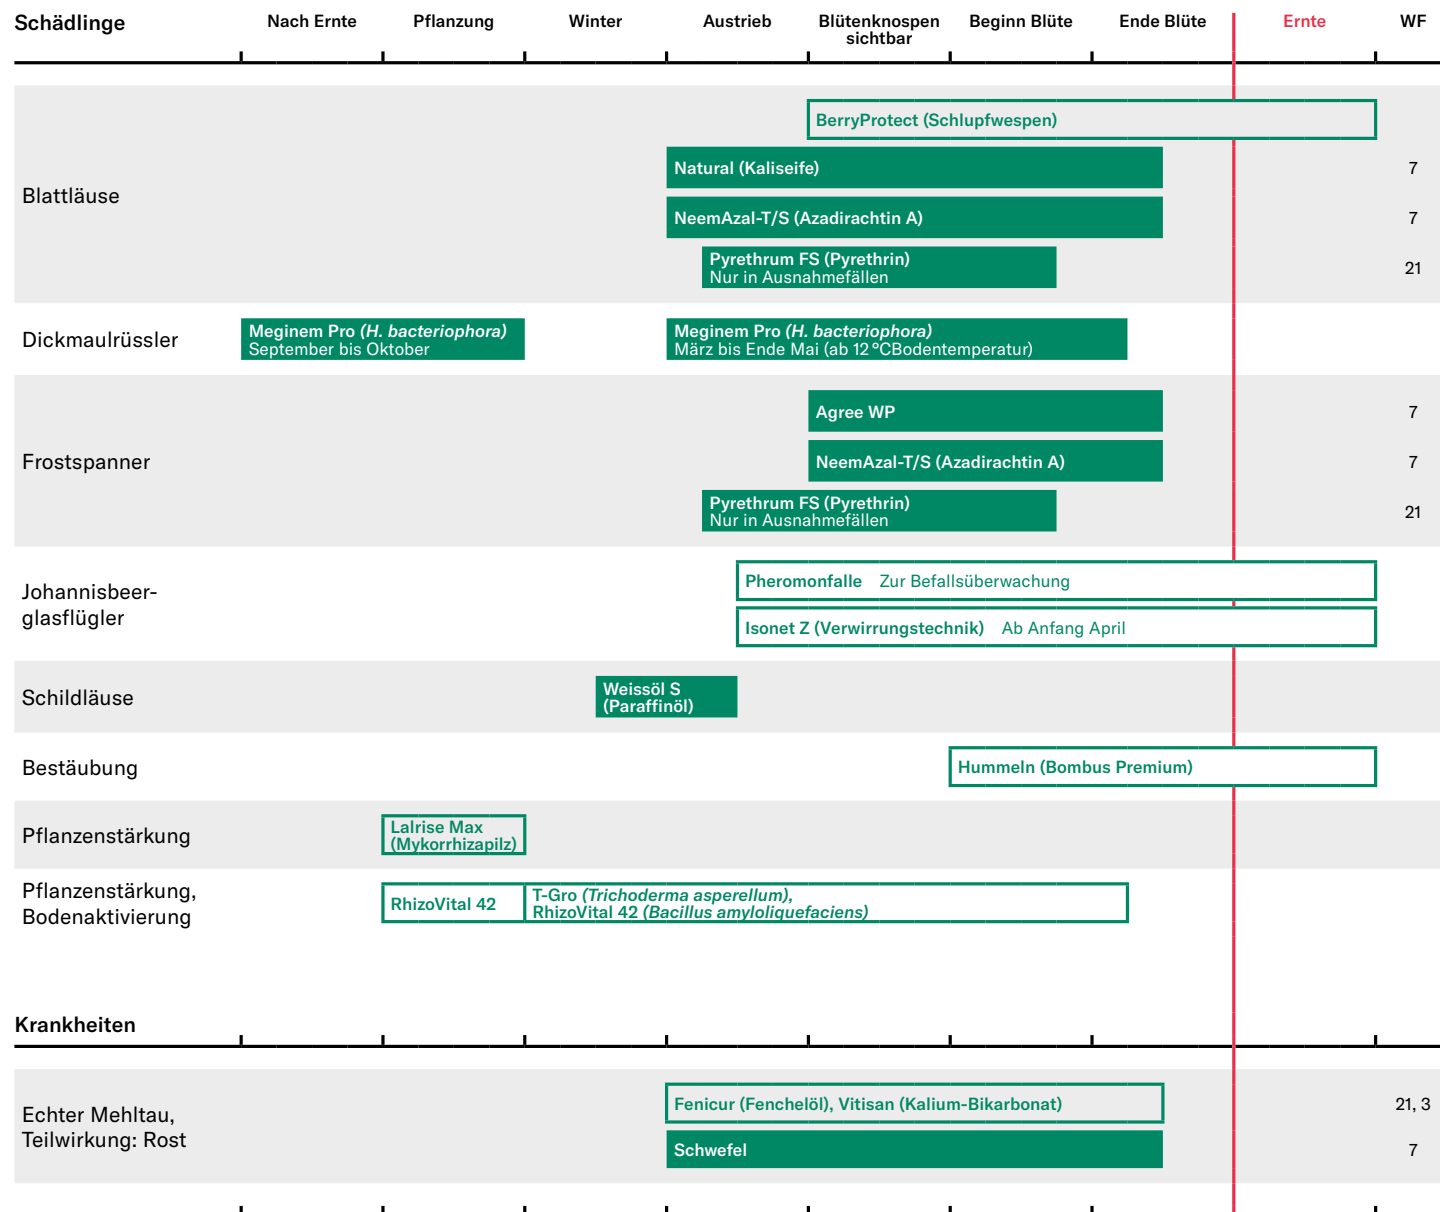 Schädlinge
Nach Ernte
Pflanzung
Winter
Austrieb
Blütenknospen
sichtbar
Beginn Blüte
Ende Blüte
Ernte
WF
Blattläuse
BerryProtect (Schlupfwespen)
Natural (Kaliseife)
7
NeemAzal-T/S (Azadirachtin A)
7
Pyrethrum FS (Pyrethrin)
Nur in Ausnahmefällen
21
Dickmaulrüssler
Meginem Pro (H. bacteriophora)
September bis Oktober
Meginem Pro (H. bacteriophora)
März bis Ende Mai (ab 12 °CBodentemperatur)
Frostspanner
Agree WP
7
NeemAzal-T/S (Azadirachtin A)
7
Pyrethrum FS (Pyrethrin)
Nur in Ausnahmefällen
21
Johannisbeer-
glasflügler
Pheromonfalle Zur Befallsüberwachung
Isonet Z (Verwirrungstechnik) Ab Anfang April
Schildläuse
Weissöl S
(Paraffinöl)
Bestäubung
Hummeln (Bombus Premium)
Pflanzenstärkung
Lalrise Max
(Mykorrhizapilz)
Pflanzenstärkung,
Bodenaktivierung
RhizoVital 42
T-Gro (Trichoderma asperellum),
RhizoVital 42 (Bacillus amyloliquefaciens)
Krankheiten
Echter Mehltau,
Teilwirkung: Rost
Fenicur (Fenchelöl), Vitisan (Kalium-Bikarbonat)
21, 3
Schwefel
7